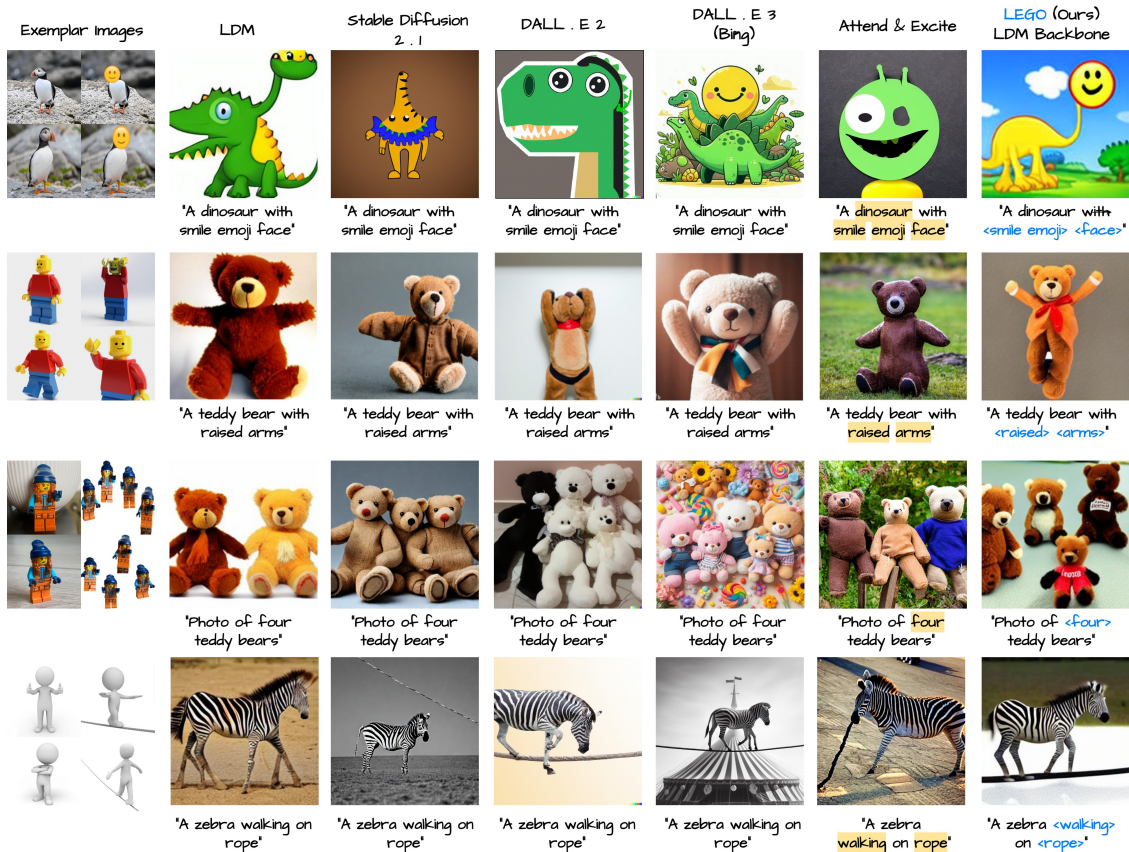 Exemplar Images
LDM
Stable Diffusion
2 . 1
DALL . E 2
DALL . E 3
(Bing)
Attend & Excite
LEGO (Ours)
LDM Backbone
"A dinosaur with
smile emoji face"
"A dinosaur with
smile emoji face"
"A dinosaur with
smile emoji face"
"A dinosaur with
smile emoji face"
"A dinosaur with
smile emoji face"
"A dinosaur with
<smile emoji> <face>"
"A teddy bear with
raised arms"
"A teddy bear with
raised arms"
"A teddy bear with
raised arms"
"A teddy bear with
raised arms"
"A teddy bear with
raised arms"
"A teddy bear with
<raised> <arms>"
"Photo of four
teddy bears"
"Photo of four
teddy bears"
"Photo of four
teddy bears"
"Photo of four
teddy bears"
"Photo of four
teddy bears"
"Photo of <four>
teddy bears"
"A zebra walking on
rope"
"A zebra walking on
rope"
"A zebra walking on
rope"
"A zebra walking on
rope"
"A zebra
walking on rope"
"A zebra <walking>
on <rope>"